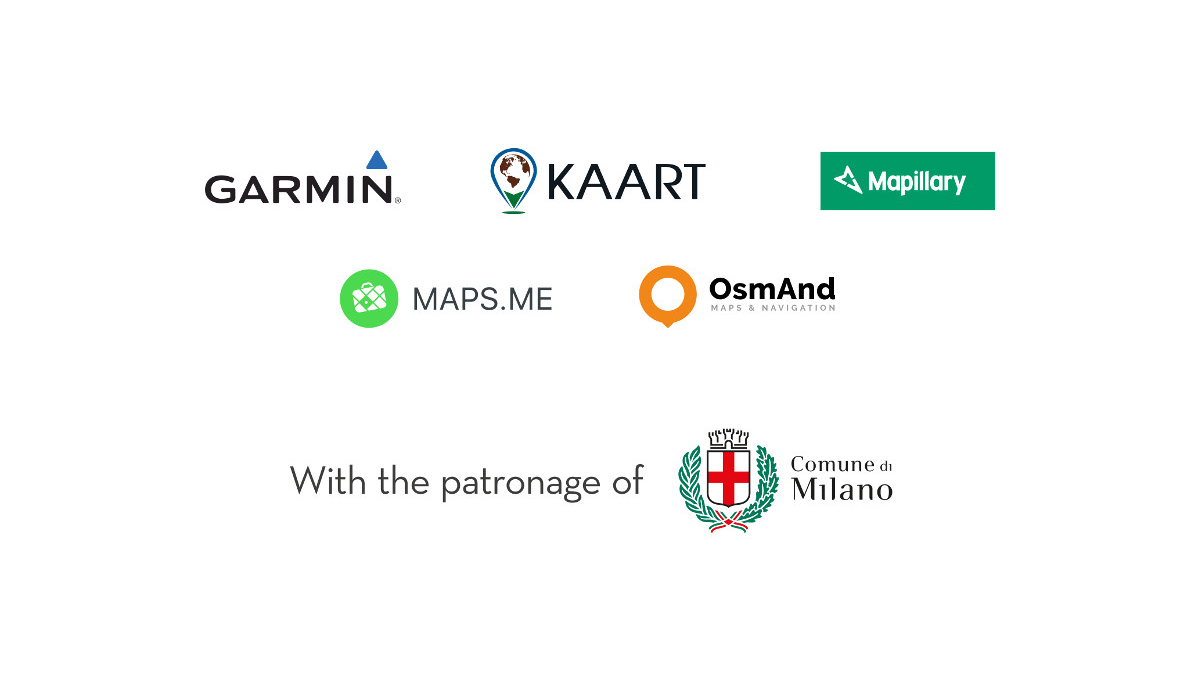 GARMIN®
KAART
Mapillary
MAPS.ME
OsmAnd
MAPS & NAVIGATION
With the patronage of
Comune di
Milano